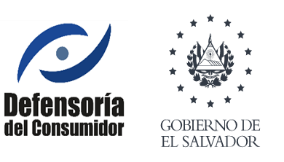 Defensoría
del Consumidor
GOBIERNO DE
EL SALVADOR